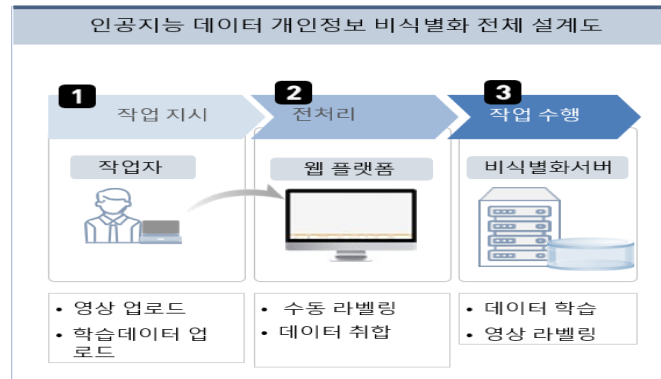 인공지능 데이터 개인정보 비식별화 전체 설계도
1
작업 지시
2
전처리
3
작업 수행
작업자
웹 플랫폼
비식별화서버
• 영상 업로드
• 학습데이터 업
로드
• 수동 라벨링
• 데이터 취합
• 데이터 학습
• 영상 라벨링